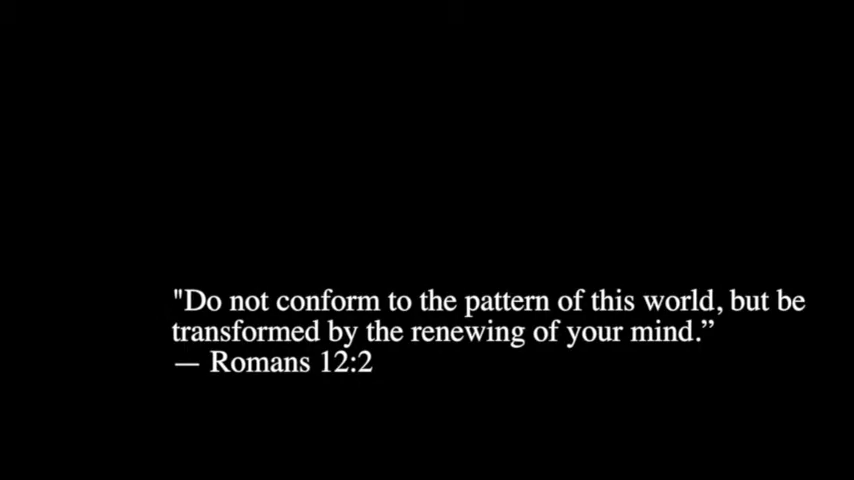 "Do not conform to the pattern of this world, but be
transformed by the renewing of your mind.”
— Romans 12:2